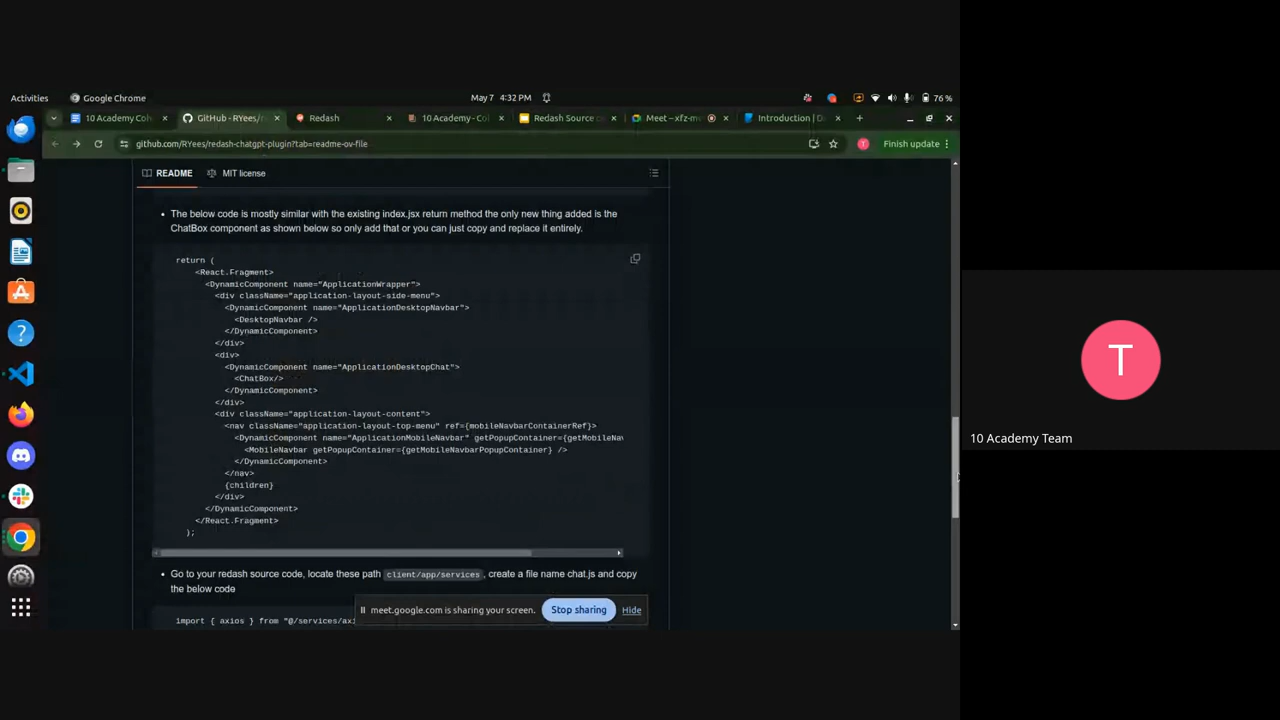 Activities
Google Chrome
May 7 4:32 PM
76 %
10 Academy Coh
GitHub - RYees/r
Redash
10 Academy - Co
Redash Source c
Meet – xfz-m
Introduction | D
github.com/RYees/redash-chatgpt-plugin?tab=readme-ov-file
Finish update
README
MIT license
The below code is mostly similar with the existing index.jsx return method the only new thing added is the
ChatBox component as shown below so only add that or you can just copy and replace it entirely.
return (
<React.Fragment>
<DynamicComponent name="ApplicationWrapper">
<div className="application-layout-side-menu">
<DynamicComponent name="ApplicationDesktopNavbar">
<DesktopNavbar />
</DynamicComponent>
</div>
<div>
<DynamicComponent name="ApplicationDesktopChat">
<ChatBox/>
</DynamicComponent>
</div>
<div className="application-layout-content">
<nav className="application-layout-top-menu" ref={mobileNavbarContainerRef}>
<DynamicComponent name="ApplicationMobileNavbar" getPopupContainer={getMobileNav
<MobileNavbar getPopupContainer={getMobileNavbarPopupContainer} />
</DynamicComponent>
</nav>
{children}
</div>
</DynamicComponent>
</React.Fragment>
);
Go to your redash source code, locate these path client/app/services, create a file name chat.js and copy
the below code
import { axios } from "@/services/axi
meet.google.com is sharing your screen.
Stop sharing
Hide
T
10 Academy Team